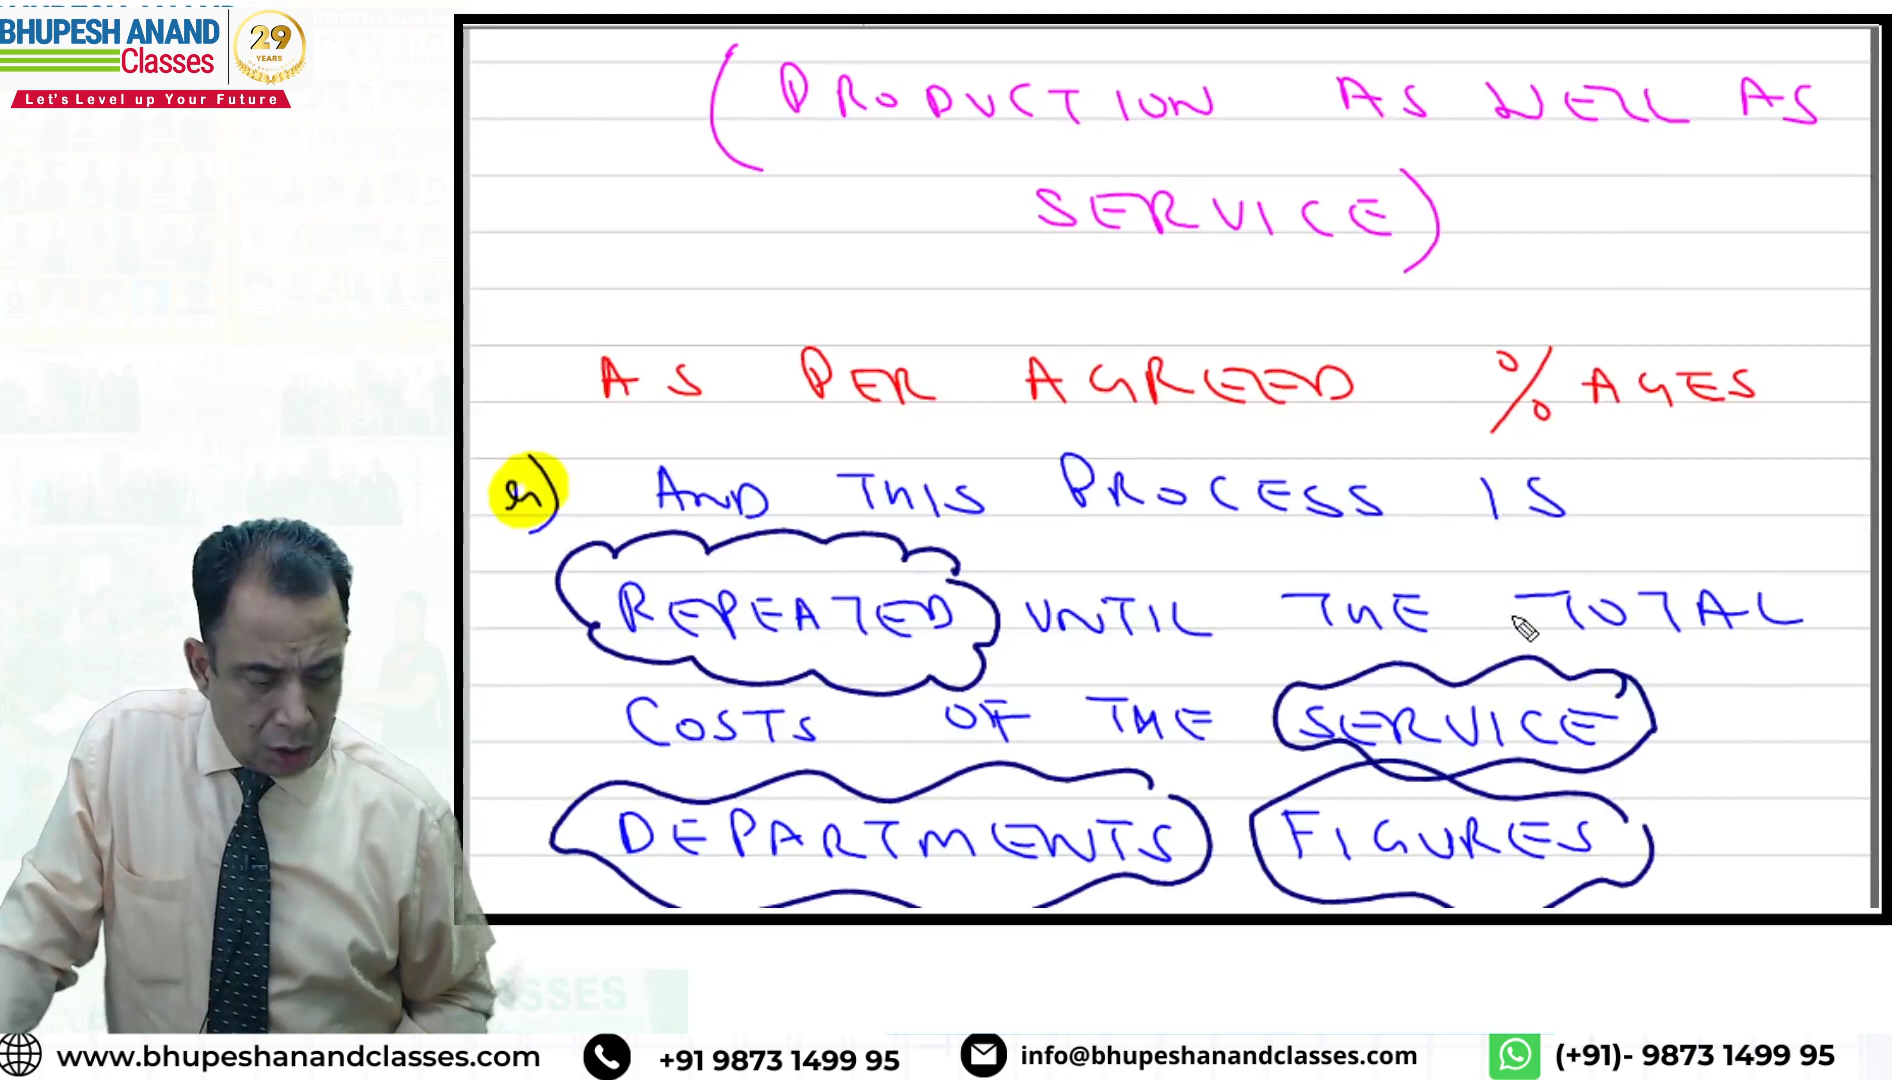 BHUPESH ANAND
Classes
29
YEARS
Let's Level up Your Future
(PRODUCTION AS WELL AS
SERVICE)
AS PER AGREED %AGES
AND THIS PROCESS IS
REPEATED UNTIL THE TOTAL
COSTS OF THE SERVICE
DEPARTMENTS FIGURES
www.bhupeshanandclasses.com
+91 9873 1499 95
info@bhupeshanandclasses.com
(+91)- 9873 1499 95